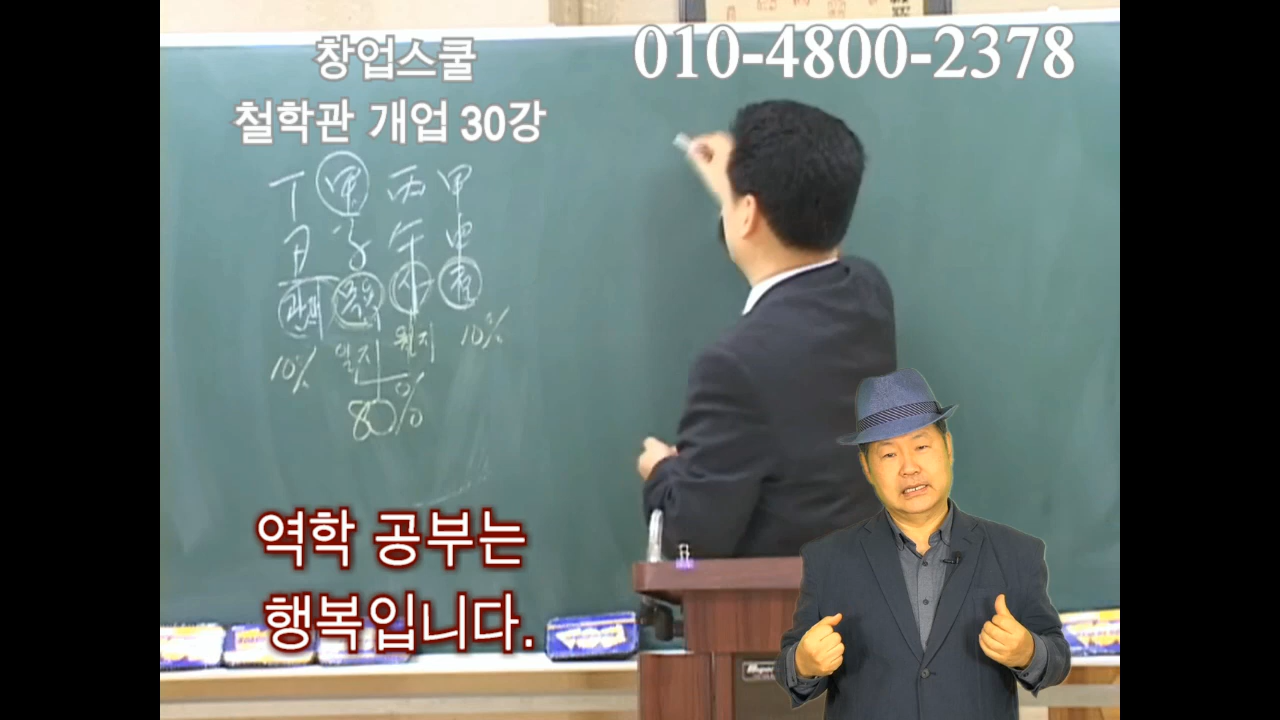 창업스쿨
010-4800-2378
철학관 개업 30강
丁 庚 丙 甲
丑 子 午 申
일지 월지
10% 10%
80%
역학 공부는
행복입니다.